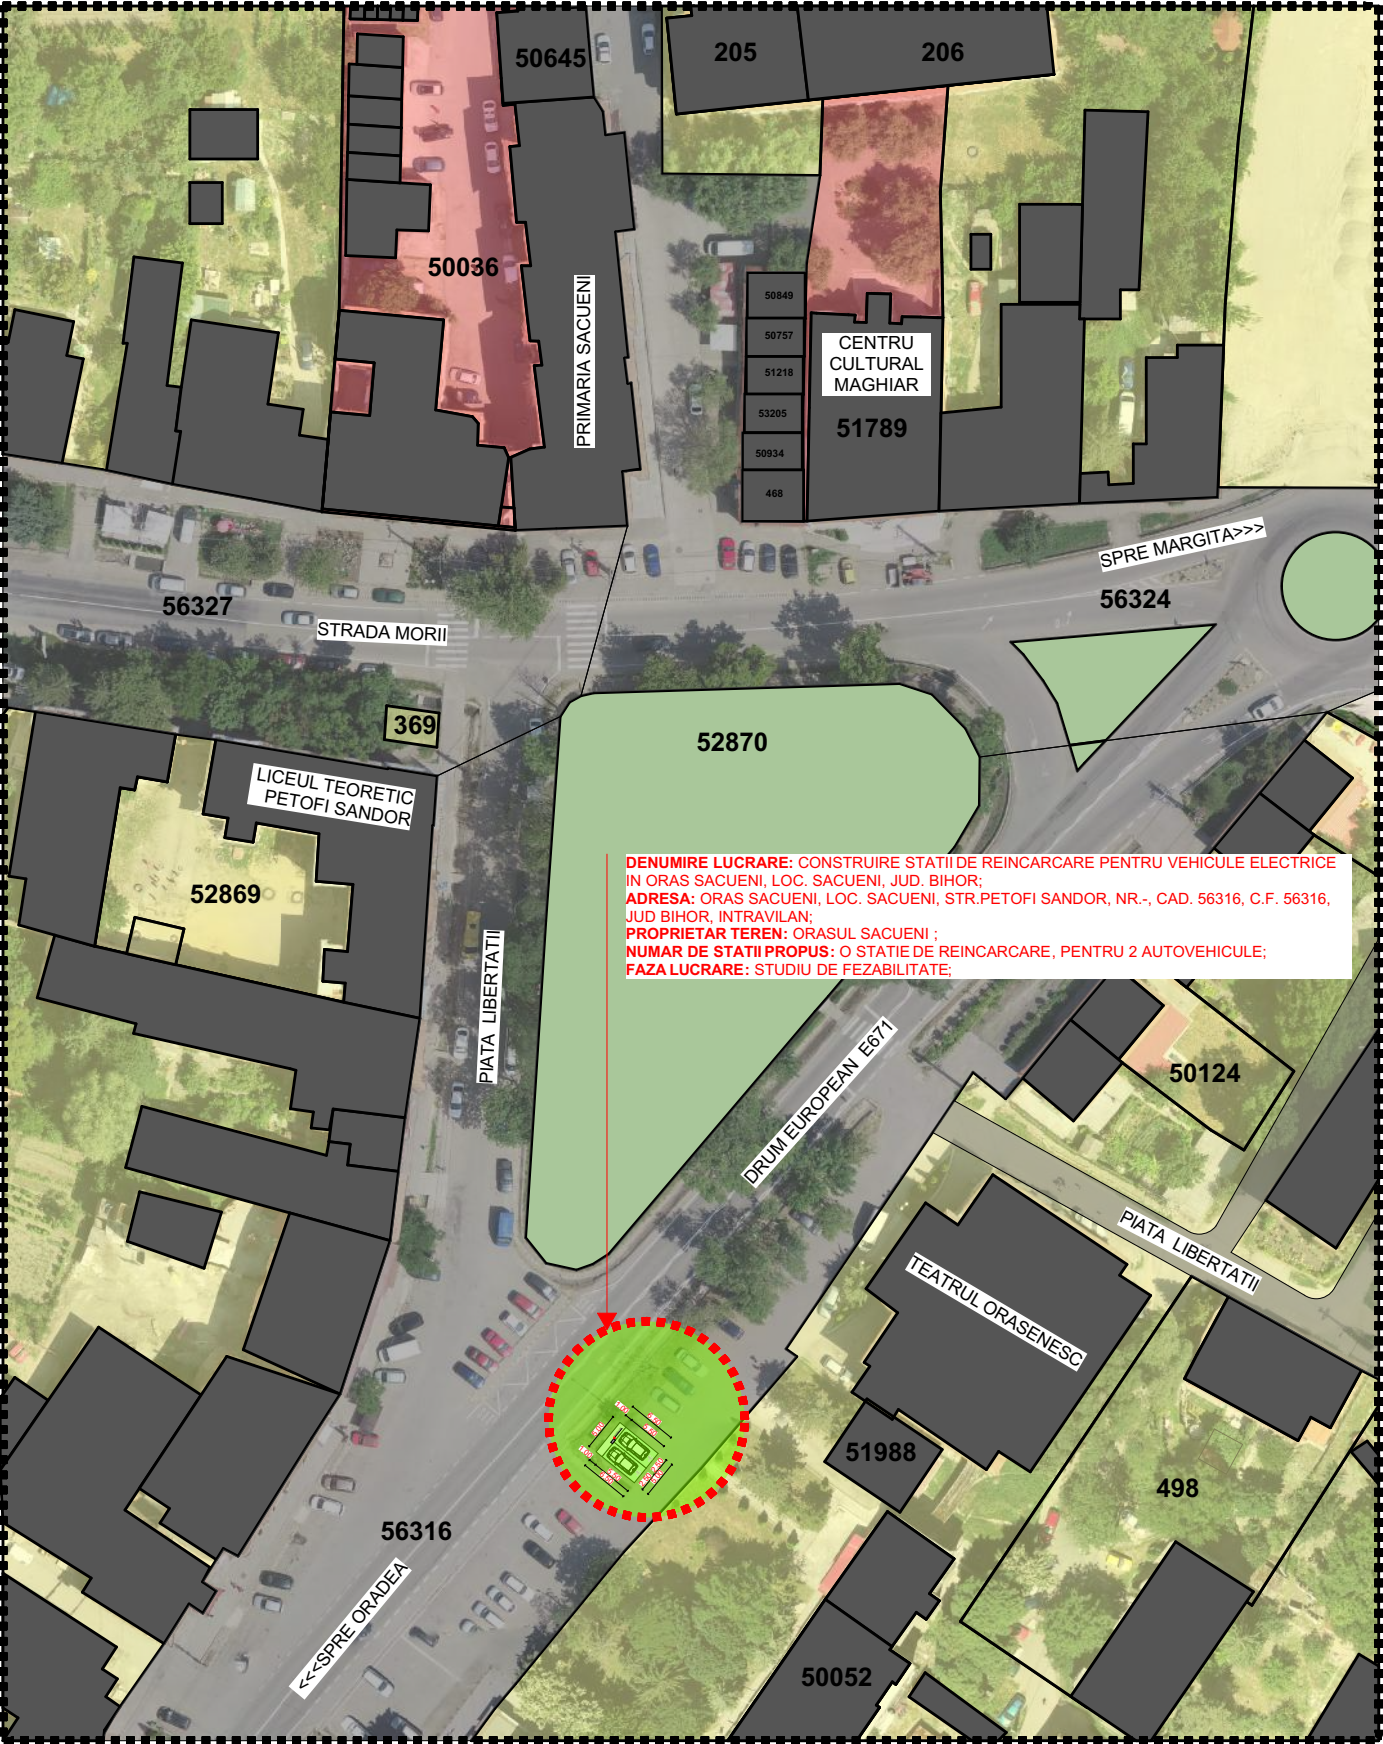 50645
205
206
50036
PRIMARIA SACUENI
50849
50757
51218
53205
50934
468
CENTRU
CULTURAL
MAGHIAR
51789
SPRE MARGITA>>>
56327
STRADA MORII
56324
369
52870
LICEUL TEORETIC
PETOFI SANDOR
52869
DENUMIRE LUCRARE: CONSTRUIRE STATII DE REINCARCARE PENTRU VEHICULE ELECTRICE
IN ORAS SACUENI, LOC. SACUENI, JUD. BIHOR;
ADRESA: ORAS SACUENI, LOC. SACUENI, STR.PETOFI SANDOR, NR.-, CAD. 56316, C.F. 56316,
JUD BIHOR, INTRAVILAN;
PROPRIETAR TEREN: ORASUL SACUENI ;
NUMAR DE STATII PROPUS: O STATIE DE REINCARCARE, PENTRU 2 AUTOVEHICULE;
FAZA LUCRARE: STUDIU DE FEZABILITATE;
PIATA LIBERTATII
DRUM EUROPEAN E671
50124
PIATA LIBERTATII
TEATRUL ORASENESC
51988
498
56316
<<<SPRE ORADEA
50052